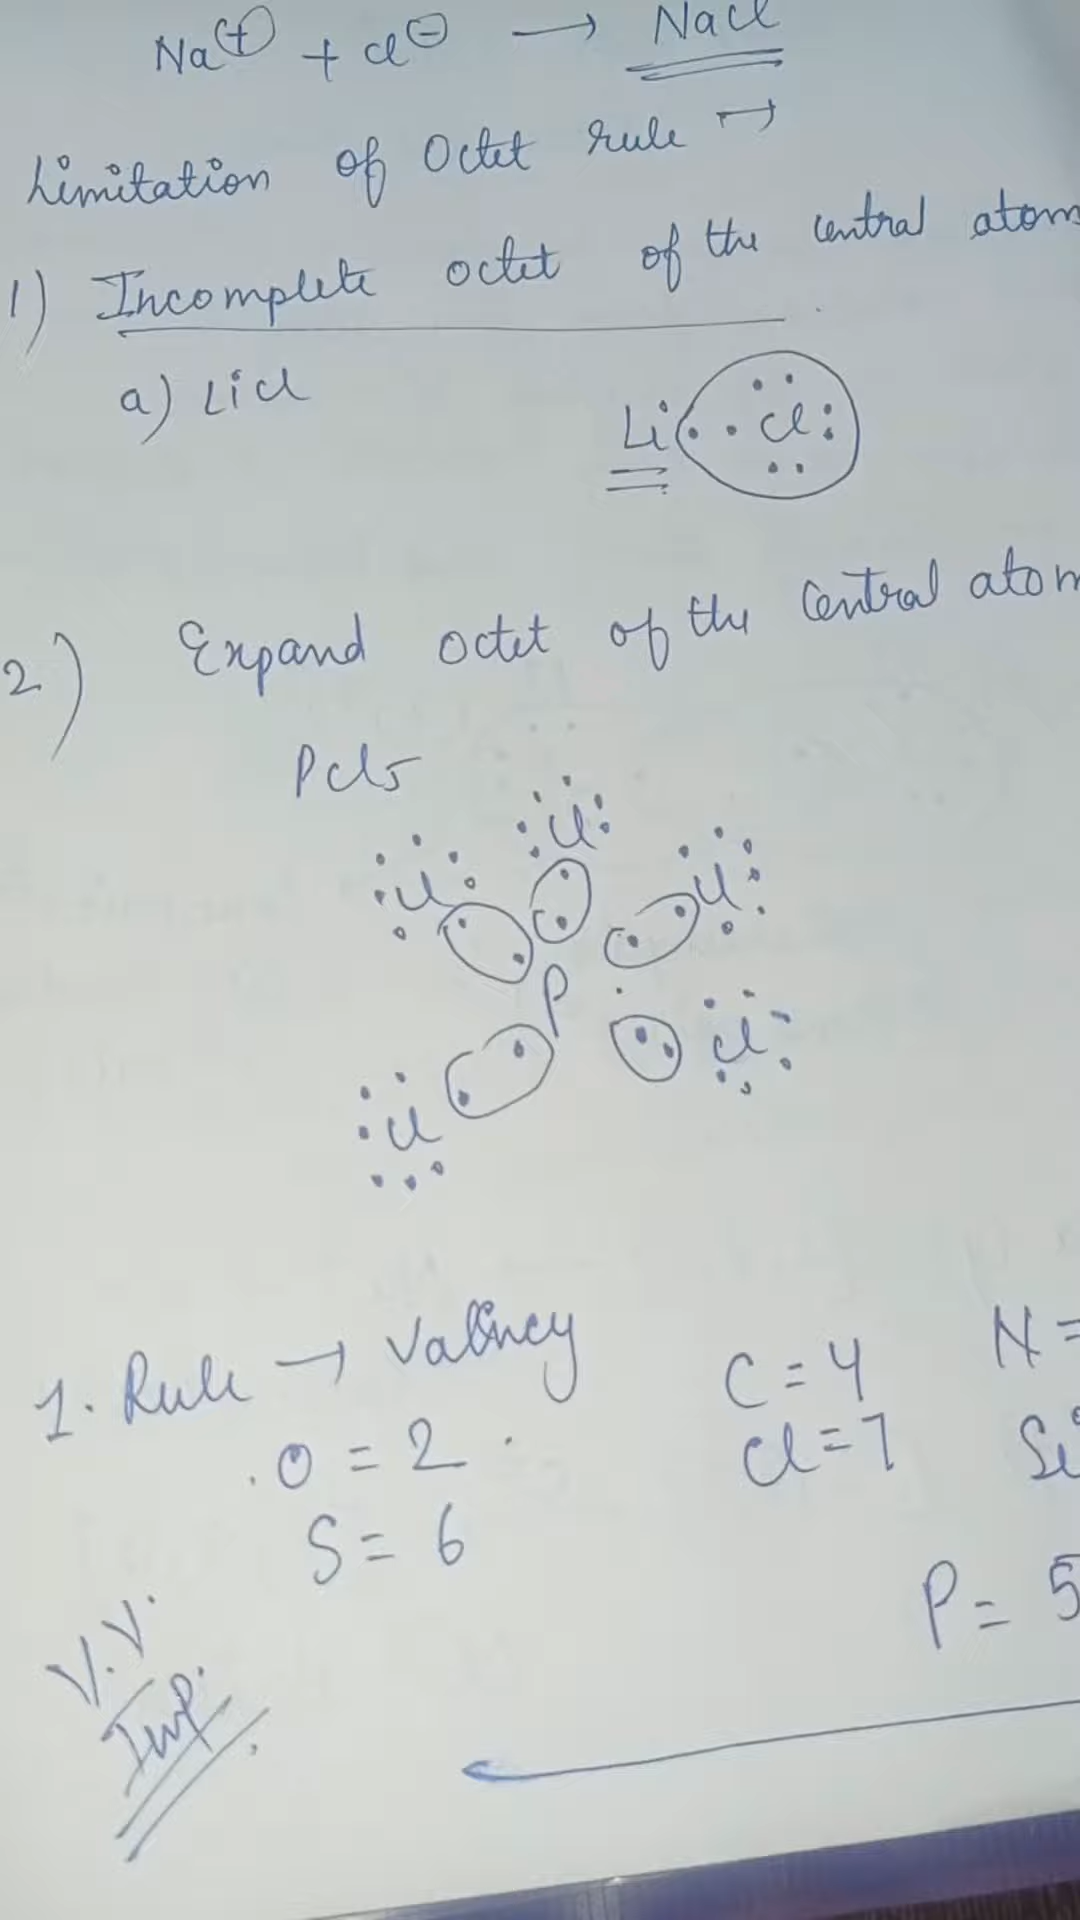 Na⊕ + Cl⊖ → NaCl
Limitation of Octet rule →
1) Incomplete octet of the central atom
a) LiCl
Li : Cl :
2) Expand octet of the Central atom
PCl5
Cl
Cl Cl
P
Cl Cl
1. Rule → Valency
C = 4 N =
O = 2 Cl = 7 Si
S = 6
P = 5
V.V.
Imp.